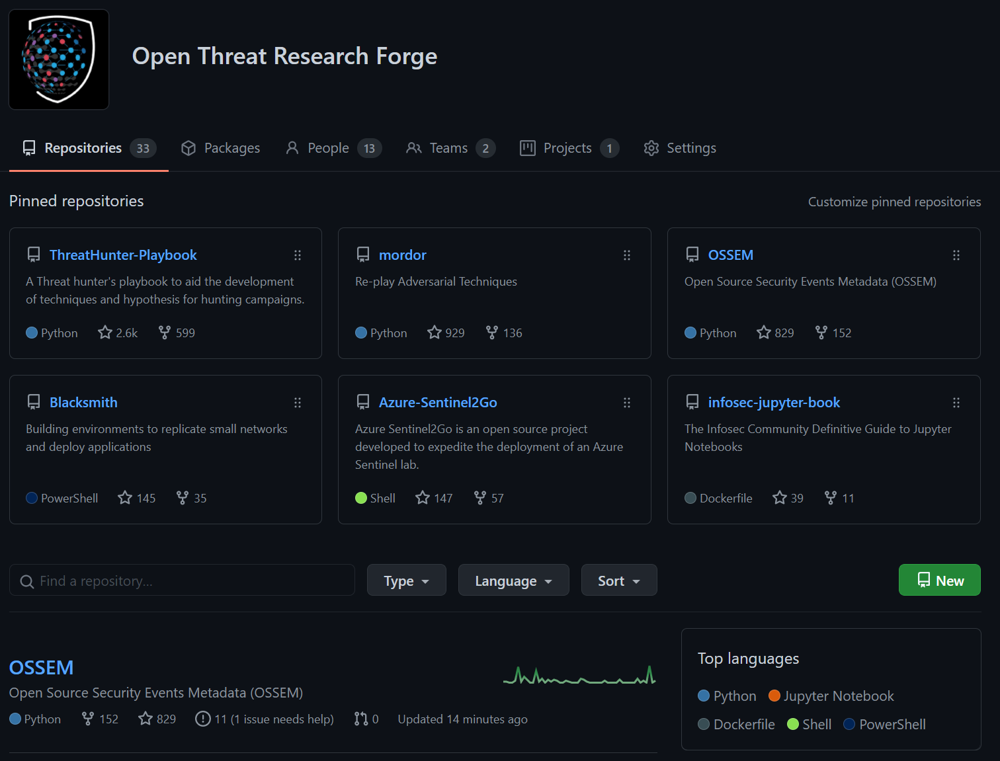 Open Threat Research Forge
Repositories 33 Packages People 13 Teams 2 Projects 1 Settings
Pinned repositories
Customize pinned repositories
ThreatHunter-Playbook
A Threat hunter's playbook to aid the development
of techniques and hypothesis for hunting campaigns.
Python 2.6k 599
mordor
Re-play Adversarial Techniques
Python 929 136
OSSEM
Open Source Security Events Metadata (OSSEM)
Python 829 152
Blacksmith
Building environments to replicate small networks
and deploy applications
PowerShell 145 35
Azure-Sentinel2Go
Azure Sentinel2Go is an open source project
developed to expedite the deployment of an Azure
Sentinel lab.
Shell 147 57
infosec-jupyter-book
The Infosec Community Definitive Guide to Jupyter
Notebooks
Dockerfile 39 11
Find a repository...
Type
Language
Sort
New
OSSEM
Open Source Security Events Metadata (OSSEM)
Python 152 829 11 (1 issue needs help) 0 Updated 14 minutes ago
Top languages
Python Jupyter Notebook
Dockerfile Shell PowerShell